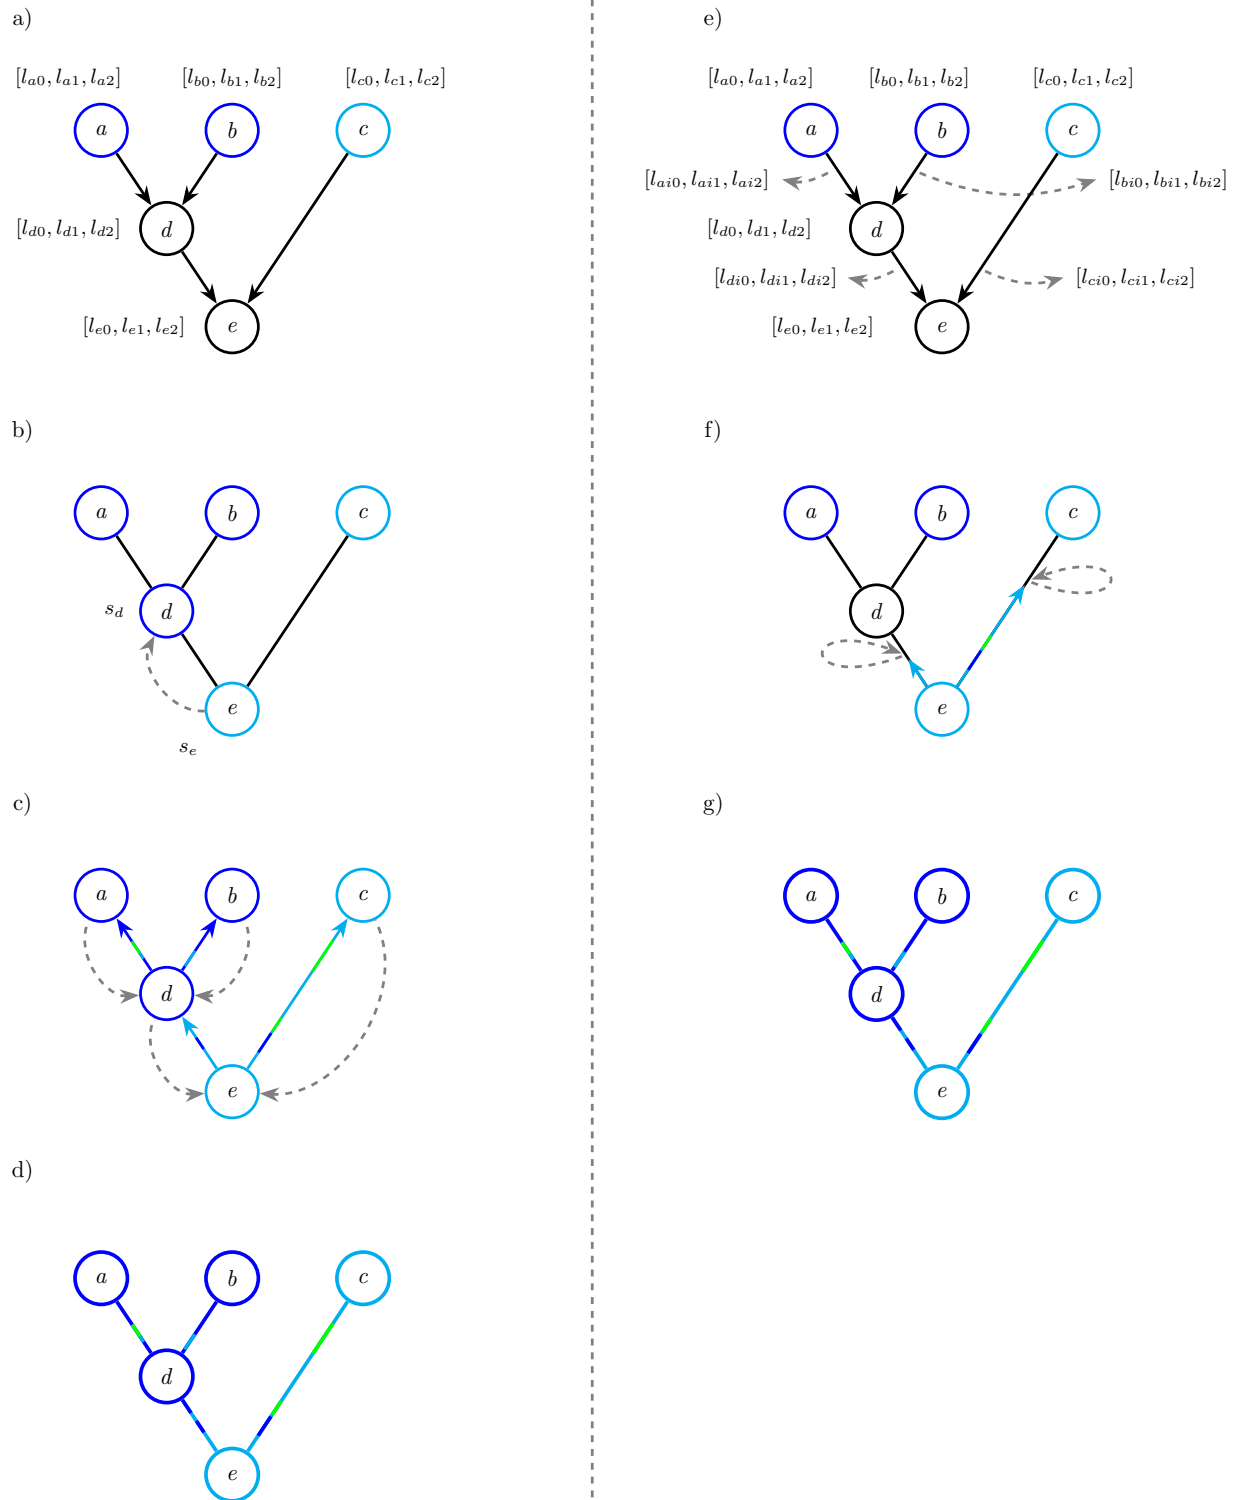 a)
[l_{a0}, l_{a1}, l_{a2}] [l_{b0}, l_{b1}, l_{b2}] [l_{c0}, l_{c1}, l_{c2}]
a b c
[l_{d0}, l_{d1}, l_{d2}] d
[l_{e0}, l_{e1}, l_{e2}] e
b)
a b c
s_d d
e
s_e
c)
a b c
d
e
d)
a b c
d
e
e)
[l_{a0}, l_{a1}, l_{a2}] [l_{b0}, l_{b1}, l_{b2}] [l_{c0}, l_{c1}, l_{c2}]
a b c
[l_{ai0}, l_{ai1}, l_{ai2}] [l_{bi0}, l_{bi1}, l_{bi2}]
[l_{d0}, l_{d1}, l_{d2}] d
[l_{di0}, l_{di1}, l_{di2}] [l_{ci0}, l_{ci1}, l_{ci2}]
[l_{e0}, l_{e1}, l_{e2}] e
f)
a b c
d
e
g)
a b c
d
e